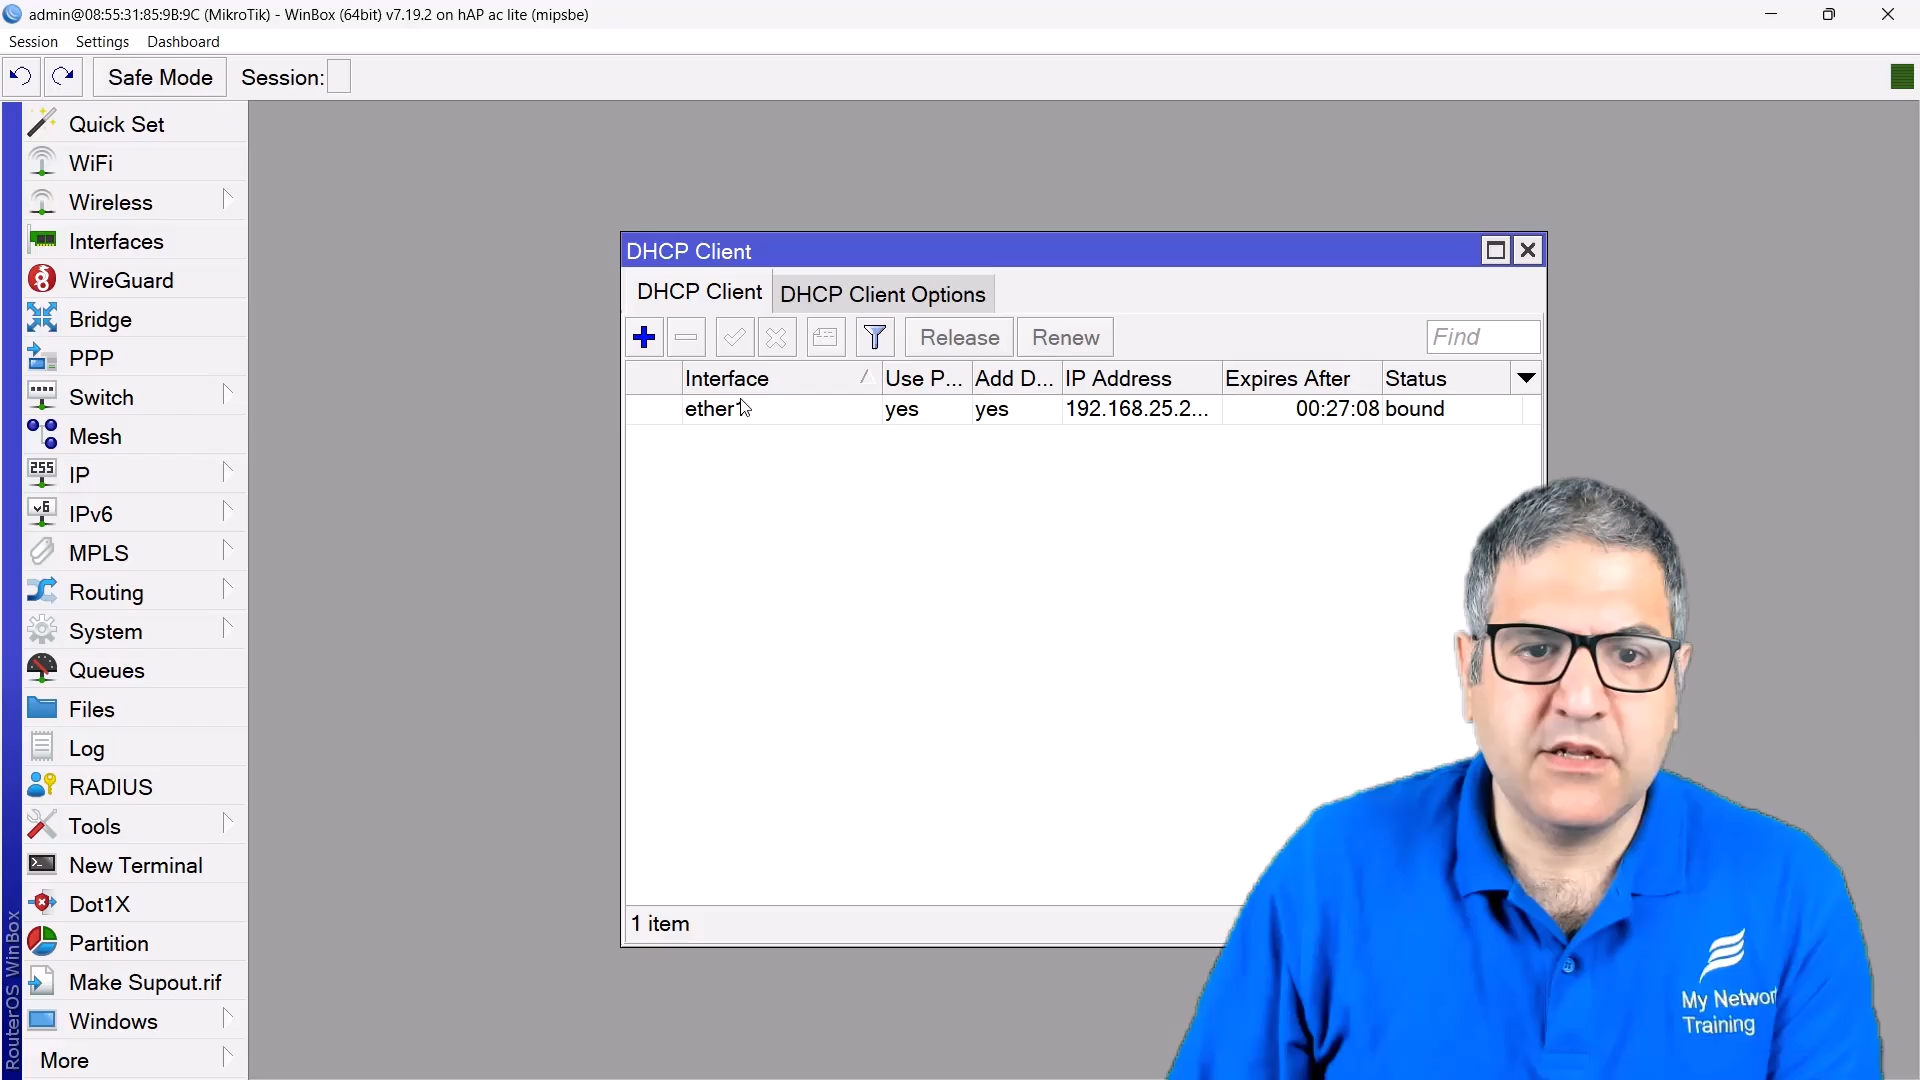 admin@08:55:31:85:9B:9C (MikroTik) - WinBox (64bit) v7.19.2 on hAP ac lite (mipsbe)
Session Settings Dashboard
Safe Mode Session:
Quick Set
WiFi
Wireless
Interfaces
WireGuard
Bridge
PPP
Switch
Mesh
IP
IPv6
MPLS
Routing
System
Queues
Files
Log
RADIUS
Tools
New Terminal
Dot1X
Partition
Make Supout.rif
Windows
More
RouterOS WinBox
DHCP Client
DHCP Client DHCP Client Options
Release Renew Find
Interface Use P... Add D... IP Address Expires After Status
ether1 yes yes 192.168.25.2... 00:27:08 bound
1 item
My Network
Training